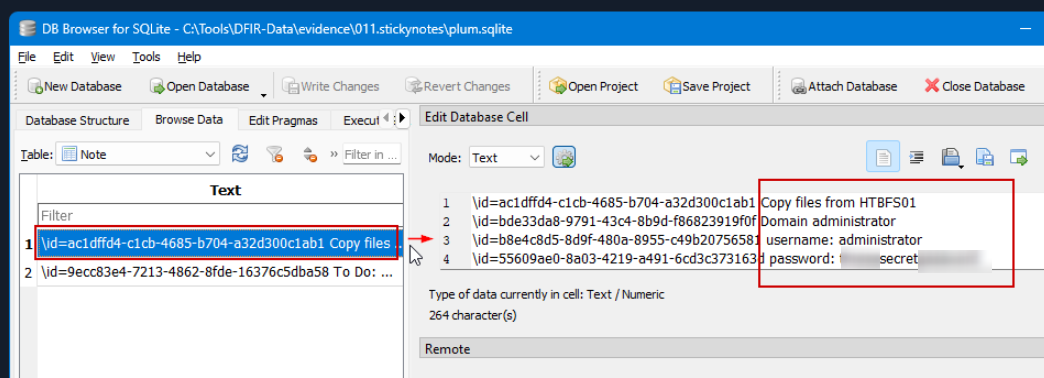 DB Browser for SQLite - C:\Tools\DFIR-Data\evidence\011.stickynotes\plum.sqlite
File Edit View Tools Help
New Database Open Database Write Changes Revert Changes Open Project Save Project Attach Database Close Database
Database Structure Browse Data Edit Pragmas Execut
Table: Note » Filter in ...
Text
Filter
1 \id=ac1dffd4-c1cb-4685-b704-a32d300c1ab1 Copy files ...
2 \id=9ecc83e4-7213-4862-8fde-16376c5dba58 To Do: ...
Edit Database Cell
Mode: Text
1 \id=ac1dffd4-c1cb-4685-b704-a32d300c1ab1 Copy files from HTBFS01
2 \id=bde33da8-9791-43c4-8b9d-f86823919f0f Domain administrator
3 \id=b8e4c8d5-8d9f-480a-8955-c49b20756581 username: administrator
4 \id=55609ae0-8a03-4219-a491-6cd3c373163d password: secret
Type of data currently in cell: Text / Numeric
264 character(s)
Remote